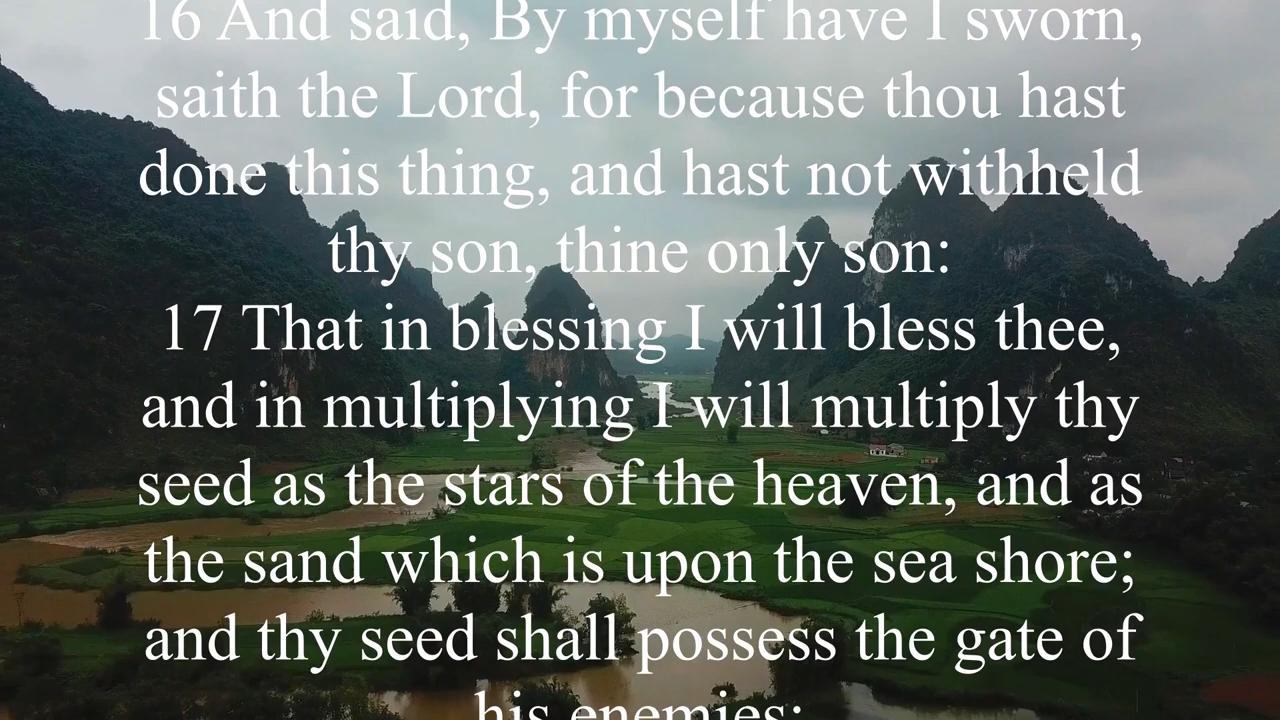 16 And said, By myself have I sworn,
saith the Lord, for because thou hast
done this thing, and hast not withheld
thy son, thine only son:
17 That in blessing I will bless thee,
and in multiplying I will multiply thy
seed as the stars of the heaven, and as
the sand which is upon the sea shore;
and thy seed shall possess the gate of
his enemies;